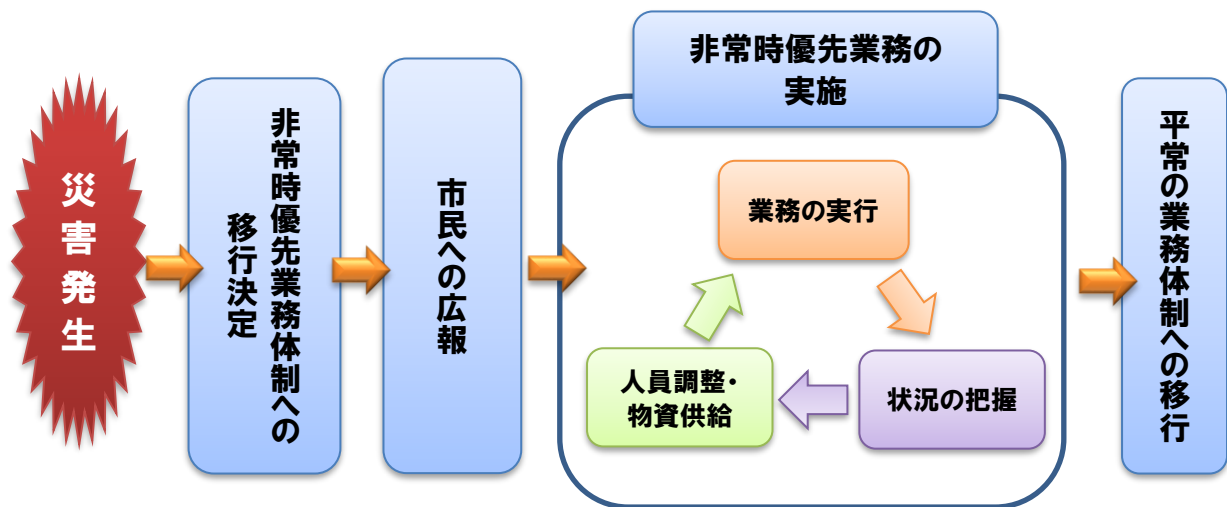 災害発生
非常時優先業務体制への
移行決定
市民への広報
非常時優先業務の
実施
業務の実行
状況の把握
人員調整・
物資供給
平常の業務体制への移行